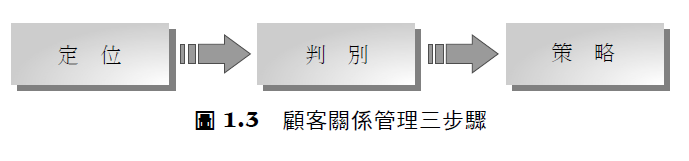 定 位 判 別 策 略
圖 1.3 顧客關係管理三步驟